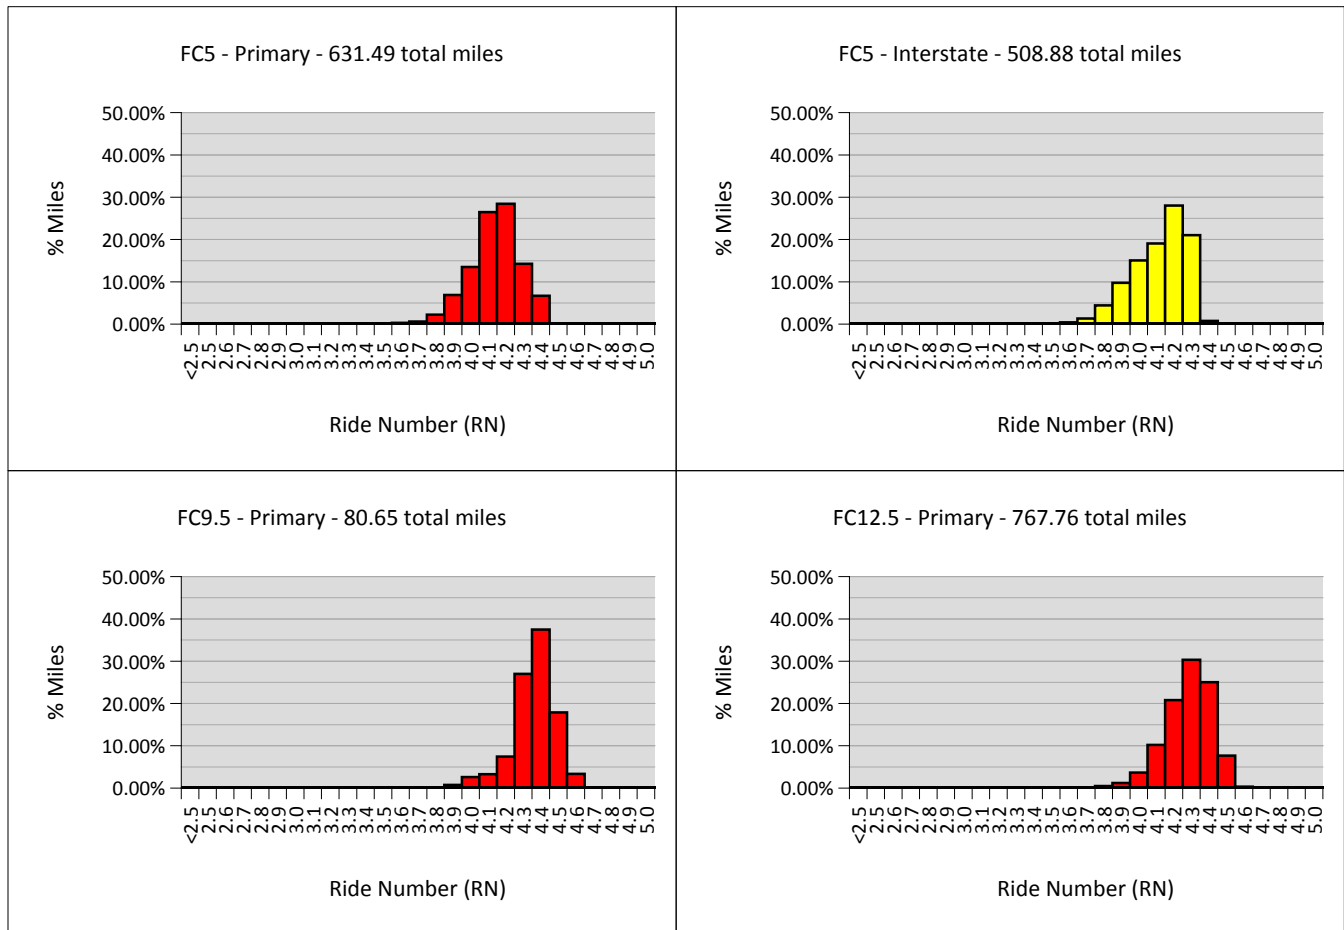 FC5 - Primary - 631.49 total miles
50.00%
40.00%
30.00%
20.00%
10.00%
0.00%
% Miles
<2.5 2.5 2.6 2.7 2.8 2.9 3.0 3.1 3.2 3.3 3.4 3.5 3.6 3.7 3.8 3.9 4.0 4.1 4.2 4.3 4.4 4.5 4.6 4.7 4.8 4.9 5.0
Ride Number (RN)
FC5 - Interstate - 508.88 total miles
50.00%
40.00%
30.00%
20.00%
10.00%
0.00%
% Miles
<2.5 2.5 2.6 2.7 2.8 2.9 3.0 3.1 3.2 3.3 3.4 3.5 3.6 3.7 3.8 3.9 4.0 4.1 4.2 4.3 4.4 4.5 4.6 4.7 4.8 4.9 5.0
Ride Number (RN)
FC9.5 - Primary - 80.65 total miles
50.00%
40.00%
30.00%
20.00%
10.00%
0.00%
% Miles
<2.5 2.5 2.6 2.7 2.8 2.9 3.0 3.1 3.2 3.3 3.4 3.5 3.6 3.7 3.8 3.9 4.0 4.1 4.2 4.3 4.4 4.5 4.6 4.7 4.8 4.9 5.0
Ride Number (RN)
FC12.5 - Primary - 767.76 total miles
50.00%
40.00%
30.00%
20.00%
10.00%
0.00%
% Miles
<2.5 2.5 2.6 2.7 2.8 2.9 3.0 3.1 3.2 3.3 3.4 3.5 3.6 3.7 3.8 3.9 4.0 4.1 4.2 4.3 4.4 4.5 4.6 4.7 4.8 4.9 5.0
Ride Number (RN)